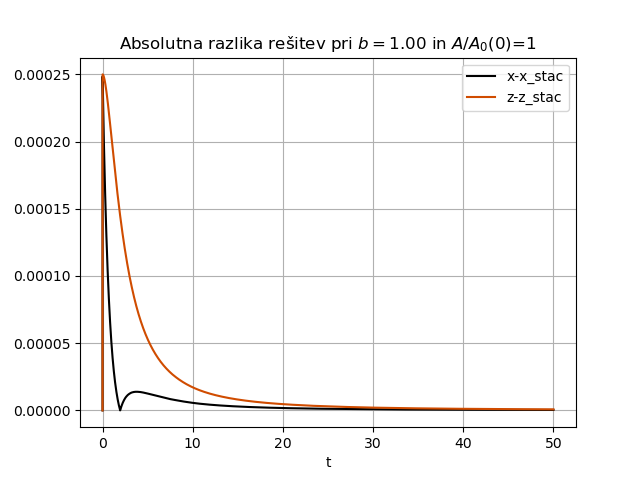 Absolutna razlika rešitev pri b = 1.00 in A/A₀(0)=1
x-x_stac
z-z_stac
0.00025
0.00020
0.00015
0.00010
0.00005
0.00000
0 10 20 30 40 50
t